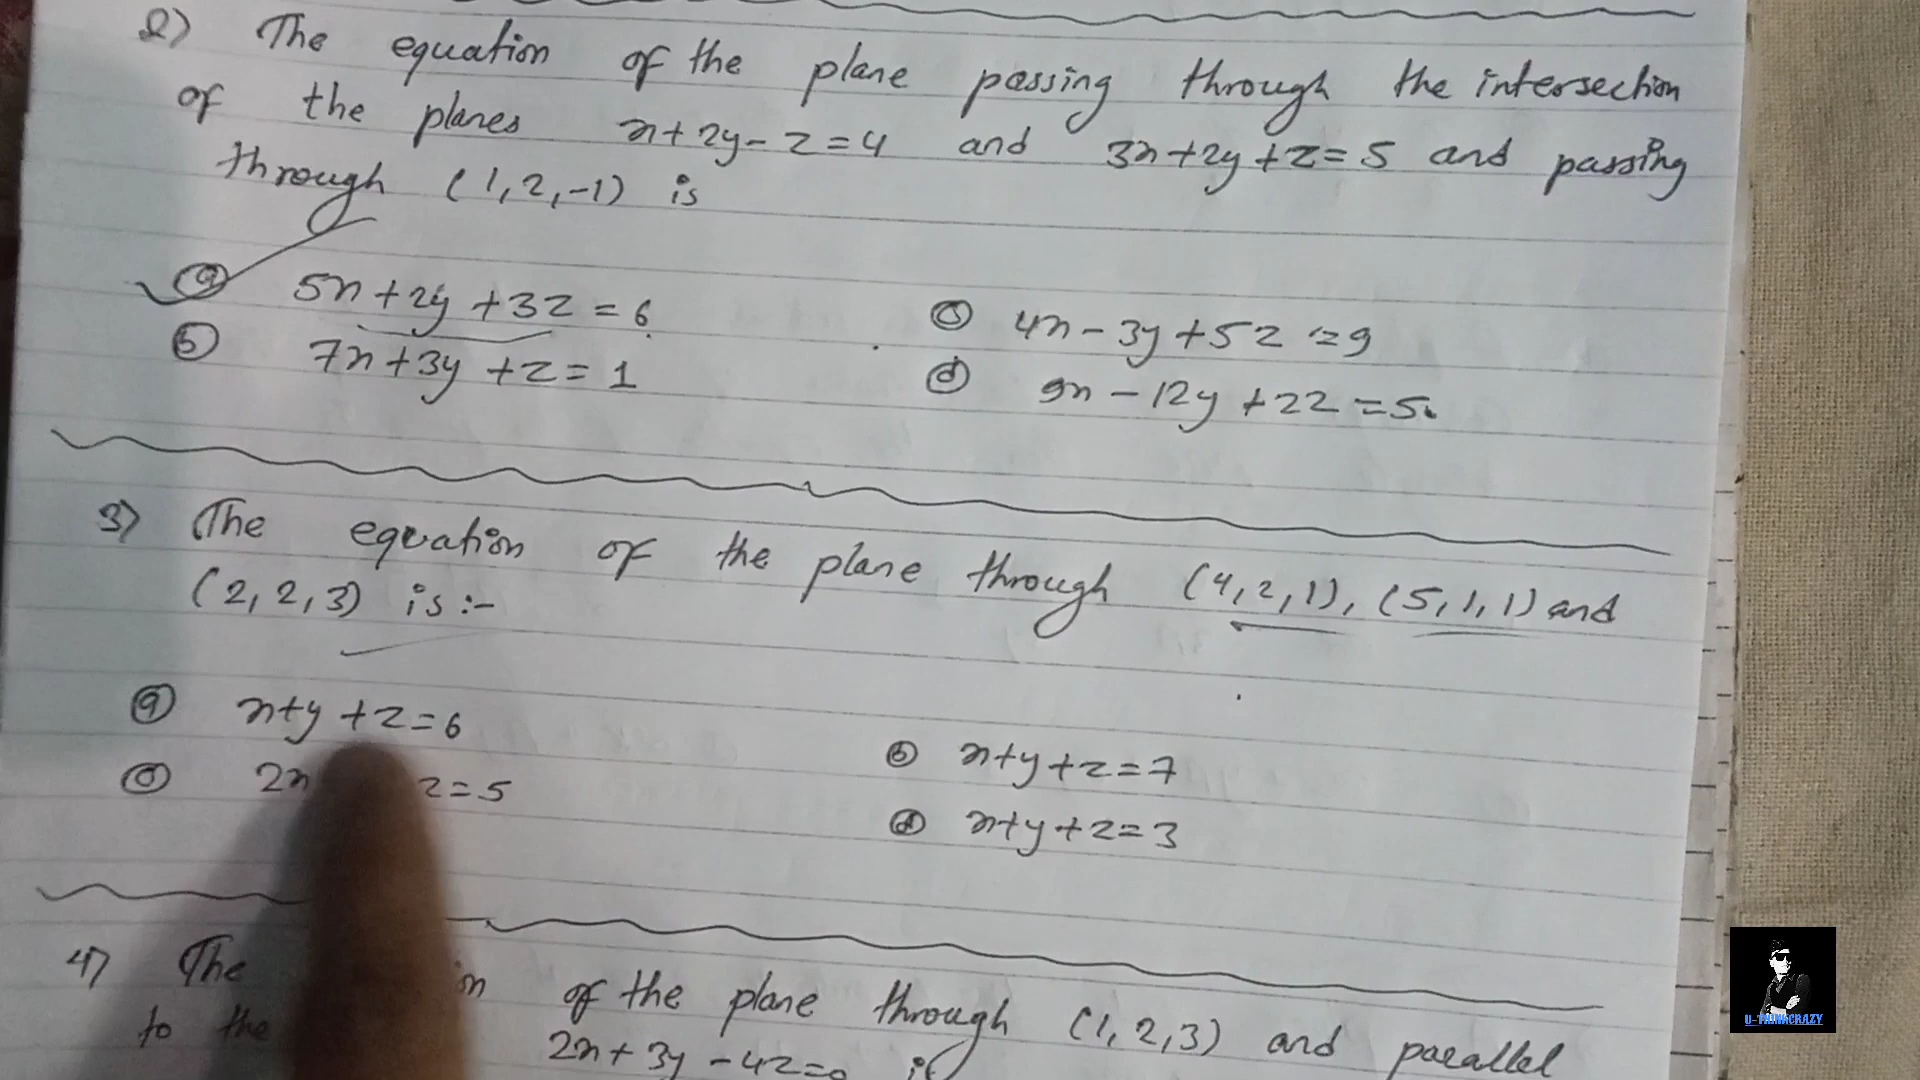 2) The equation of the plane passing through the intersection
of the planes x+2y-z=4 and 3x+2y+z=5 and passing
through (1,2,-1) is
a 5x+2y+3z=6
c 4x-3y+5z=9
b 7x+3y+z=1
d 9x-12y+2z=5
3) The equation of the plane through (4,2,1), (5,1,1) and
(2,2,3) is :-
a x+y+z=6
b x+y+z=7
c 2x z=5
d x+y+z=3
4) The of the plane through (1,2,3) and parallel
to the 2x+3y-4z=0 is
U-THINKCRAZY